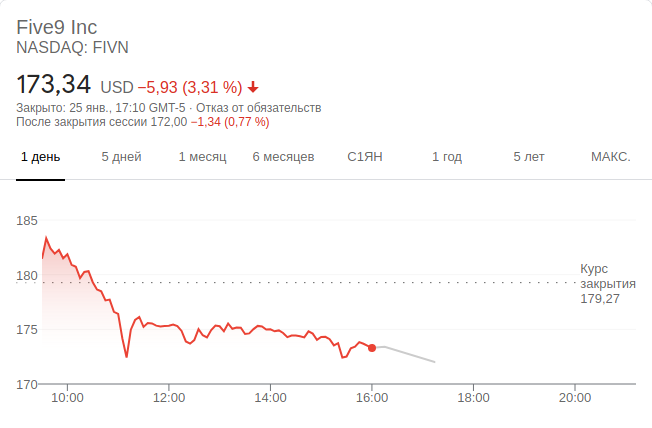 Five9 Inc
NASDAQ: FIVN
173,34 USD −5,93 (3,31 %)
Закрыто: 25 янв., 17:10 GMT-5 · Отказ от обязательств
После закрытия сессии 172,00 −1,34 (0,77 %)
1 день 5 дней 1 месяц 6 месяцев С1ЯН 1 год 5 лет МАКС.
185
180
175
170
Курс
закрытия
179,27
10:00 12:00 14:00 16:00 18:00 20:00